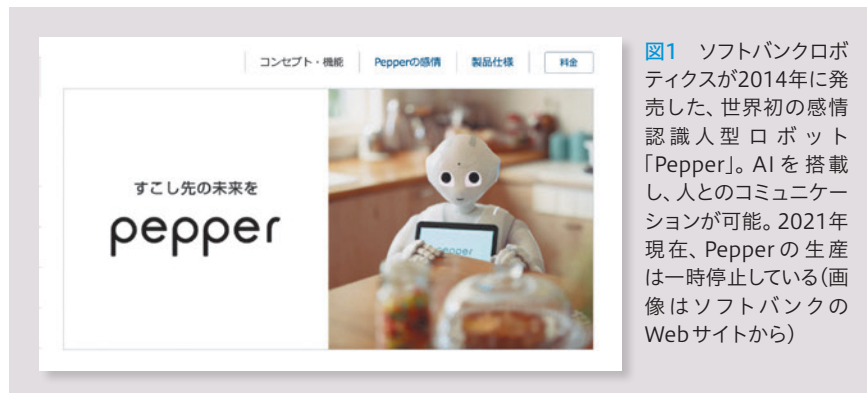 コンセプト・機能 Pepperの感情 製品仕様 料金
すこし先の未来を
pepper
pepper
図1 ソフトバンクロボ
ティクスが2014年に発
売した、世界初の感情
認識人型ロボット
「Pepper」。AIを搭載
し、人とのコミュニケー
ションが可能。2021年
現在、Pepperの生産
は一時停止している(画
像はソフトバンクの
Webサイトから)